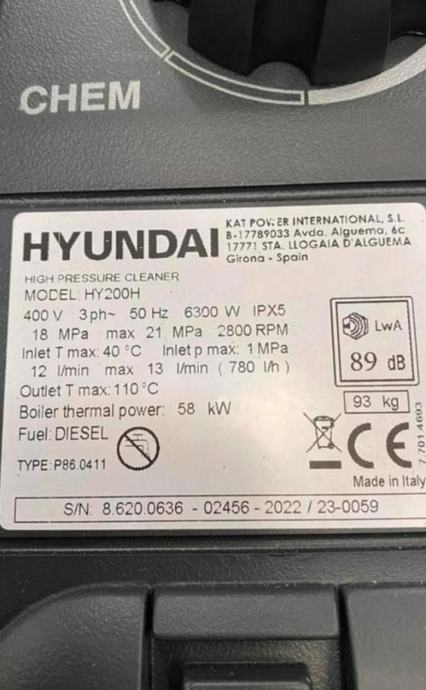 CHEM
HYUNDAI
KAT POWER INTERNATIONAL, S.L.
B-17789033 Avda. Alguema, 6c
17771 STA. LLOGAIA D'ALGUEMA
Girona - Spain
HIGH PRESSURE CLEANER
MODEL: HY200H
400 V 3 ph~ 50 Hz 6300 W IPX5
18 MPa max 21 MPa 2800 RPM
Inlet T max: 40 °C Inlet p max: 1 MPa
12 l/min max 13 l/min ( 780 l/h )
Outlet T max: 110 °C
Boiler thermal power: 58 kW
Fuel: DIESEL
TYPE: P86.0411
LwA
89 dB
93 kg
CE
7.701.4693
Made in Italy
S/N: 8.620.0636 - 02456 - 2022 / 23-0059